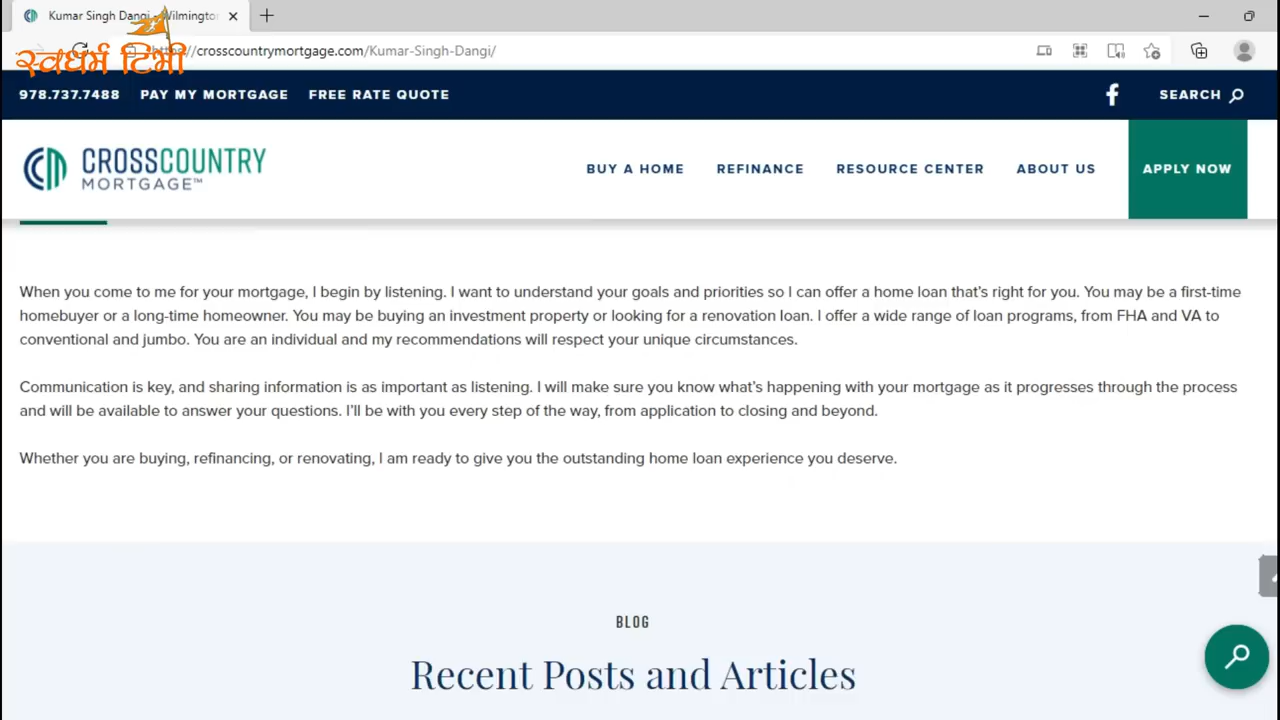 Kumar Singh Dangi - Wilmington
स्वधर्म टिमी
https://crosscountrymortgage.com/Kumar-Singh-Dangi/
978.737.7488 PAY MY MORTGAGE FREE RATE QUOTE SEARCH
CROSSCOUNTRY
MORTGAGE™
BUY A HOME REFINANCE RESOURCE CENTER ABOUT US APPLY NOW
When you come to me for your mortgage, I begin by listening. I want to understand your goals and priorities so I can offer a home loan that's right for you. You may be a first-time
homebuyer or a long-time homeowner. You may be buying an investment property or looking for a renovation loan. I offer a wide range of loan programs, from FHA and VA to
conventional and jumbo. You are an individual and my recommendations will respect your unique circumstances.
Communication is key, and sharing information is as important as listening. I will make sure you know what's happening with your mortgage as it progresses through the process
and will be available to answer your questions. I'll be with you every step of the way, from application to closing and beyond.
Whether you are buying, refinancing, or renovating, I am ready to give you the outstanding home loan experience you deserve.
BLOG
Recent Posts and Articles